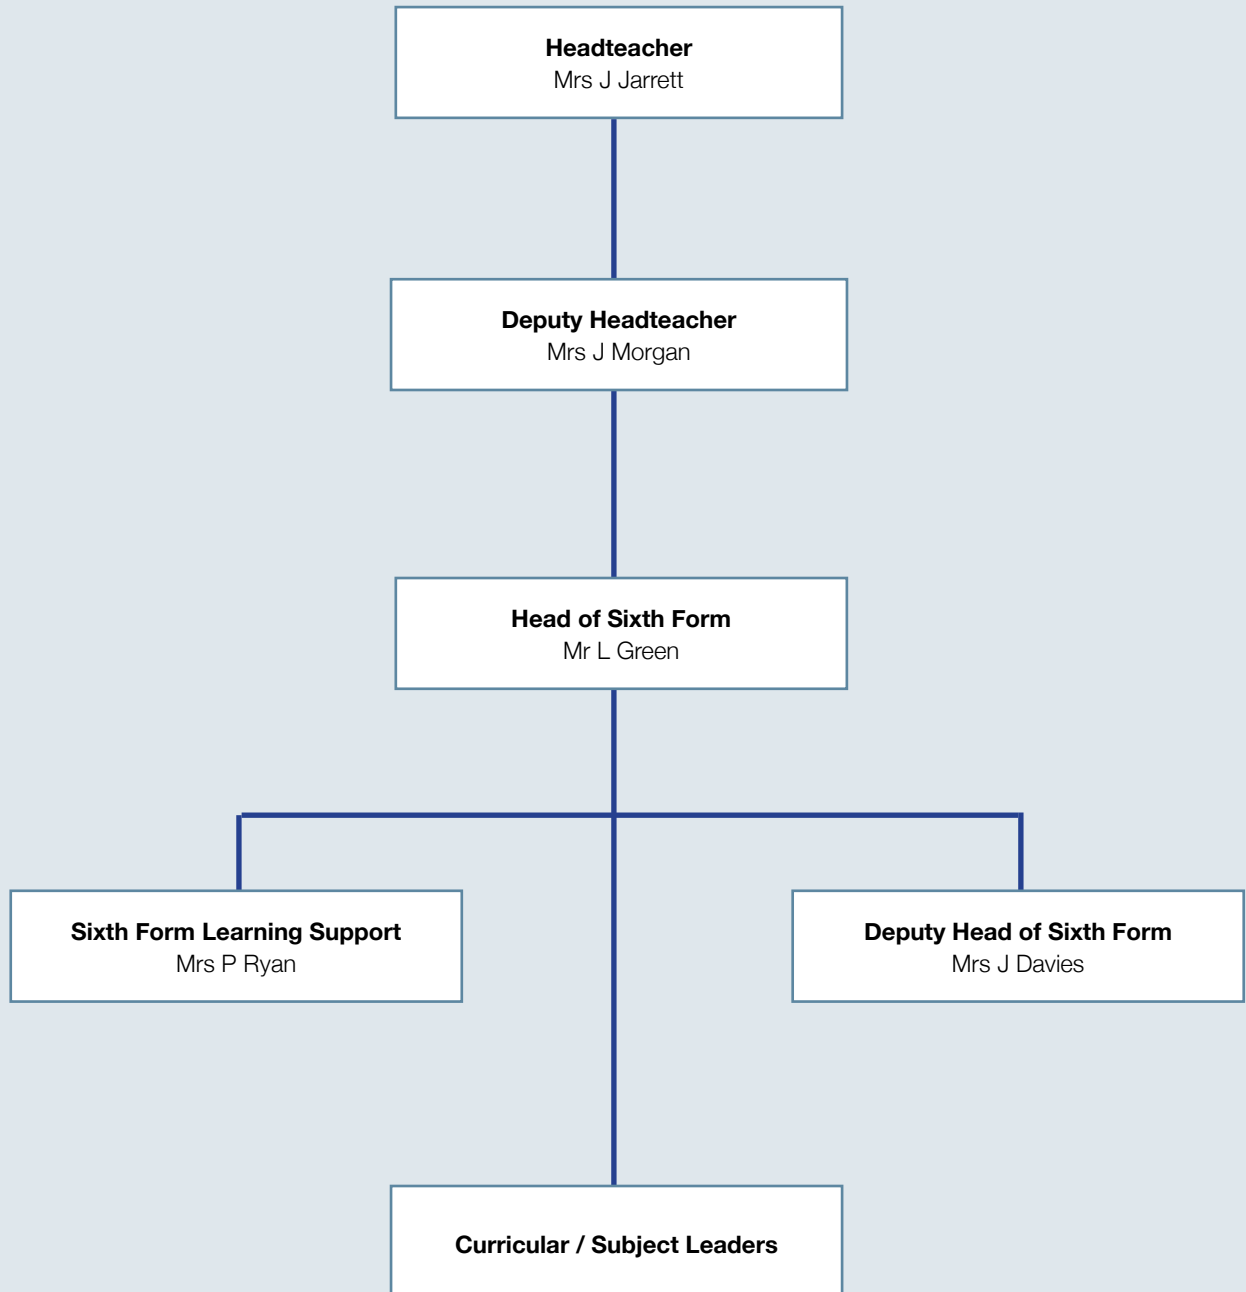 Headteacher
Mrs J Jarrett
Deputy Headteacher
Mrs J Morgan
Head of Sixth Form
Mr L Green
Sixth Form Learning Support
Mrs P Ryan
Deputy Head of Sixth Form
Mrs J Davies
Curricular / Subject Leaders